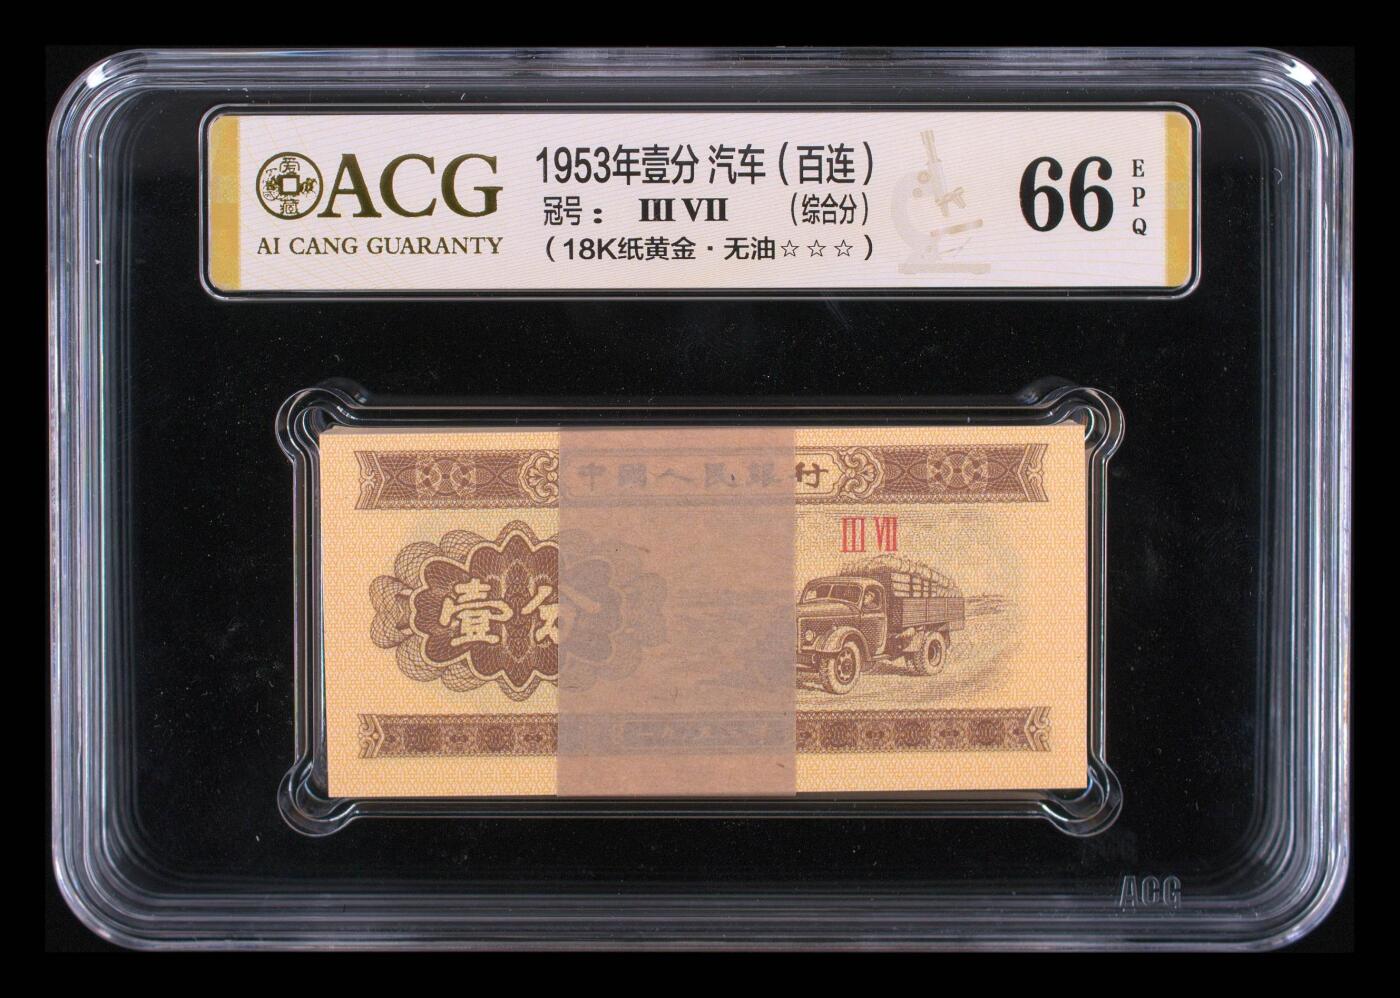 ACG
AI CANG GUARANTY
1953年壹分 汽车（百连）
冠号： III VII （综合分）
（18K纸黄金·无油☆☆☆）
66 EPQ
中國人民銀行
III VII
壹分
ACG